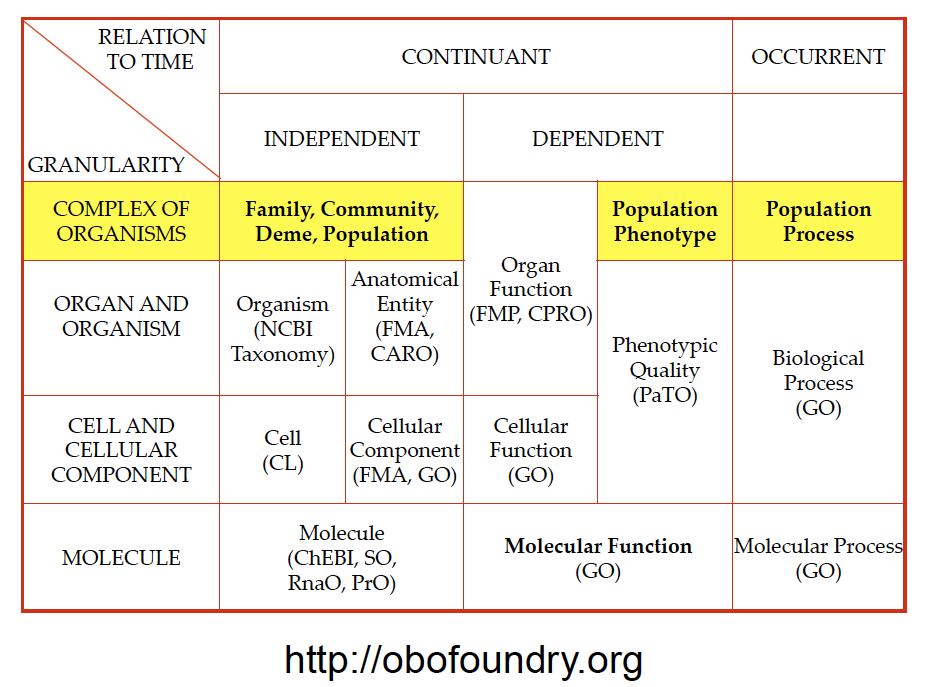 RELATION
TO TIME
GRANULARITY
CONTINUANT
OCCURRENT
INDEPENDENT
DEPENDENT
COMPLEX OF
ORGANISMS
Family, Community,
Deme, Population
Organ
Function
(FMP, CPRO)
Population
Phenotype
Population
Process
ORGAN AND
ORGANISM
Organism
(NCBI
Taxonomy)
Anatomical
Entity
(FMA,
CARO)
Phenotypic
Quality
(PaTO)
Biological
Process
(GO)
CELL AND
CELLULAR
COMPONENT
Cell
(CL)
Cellular
Component
(FMA, GO)
Cellular
Function
(GO)
MOLECULE
Molecule
(ChEBI, SO,
RnaO, PrO)
Molecular Function
(GO)
Molecular Process
(GO)
http://obofoundry.org